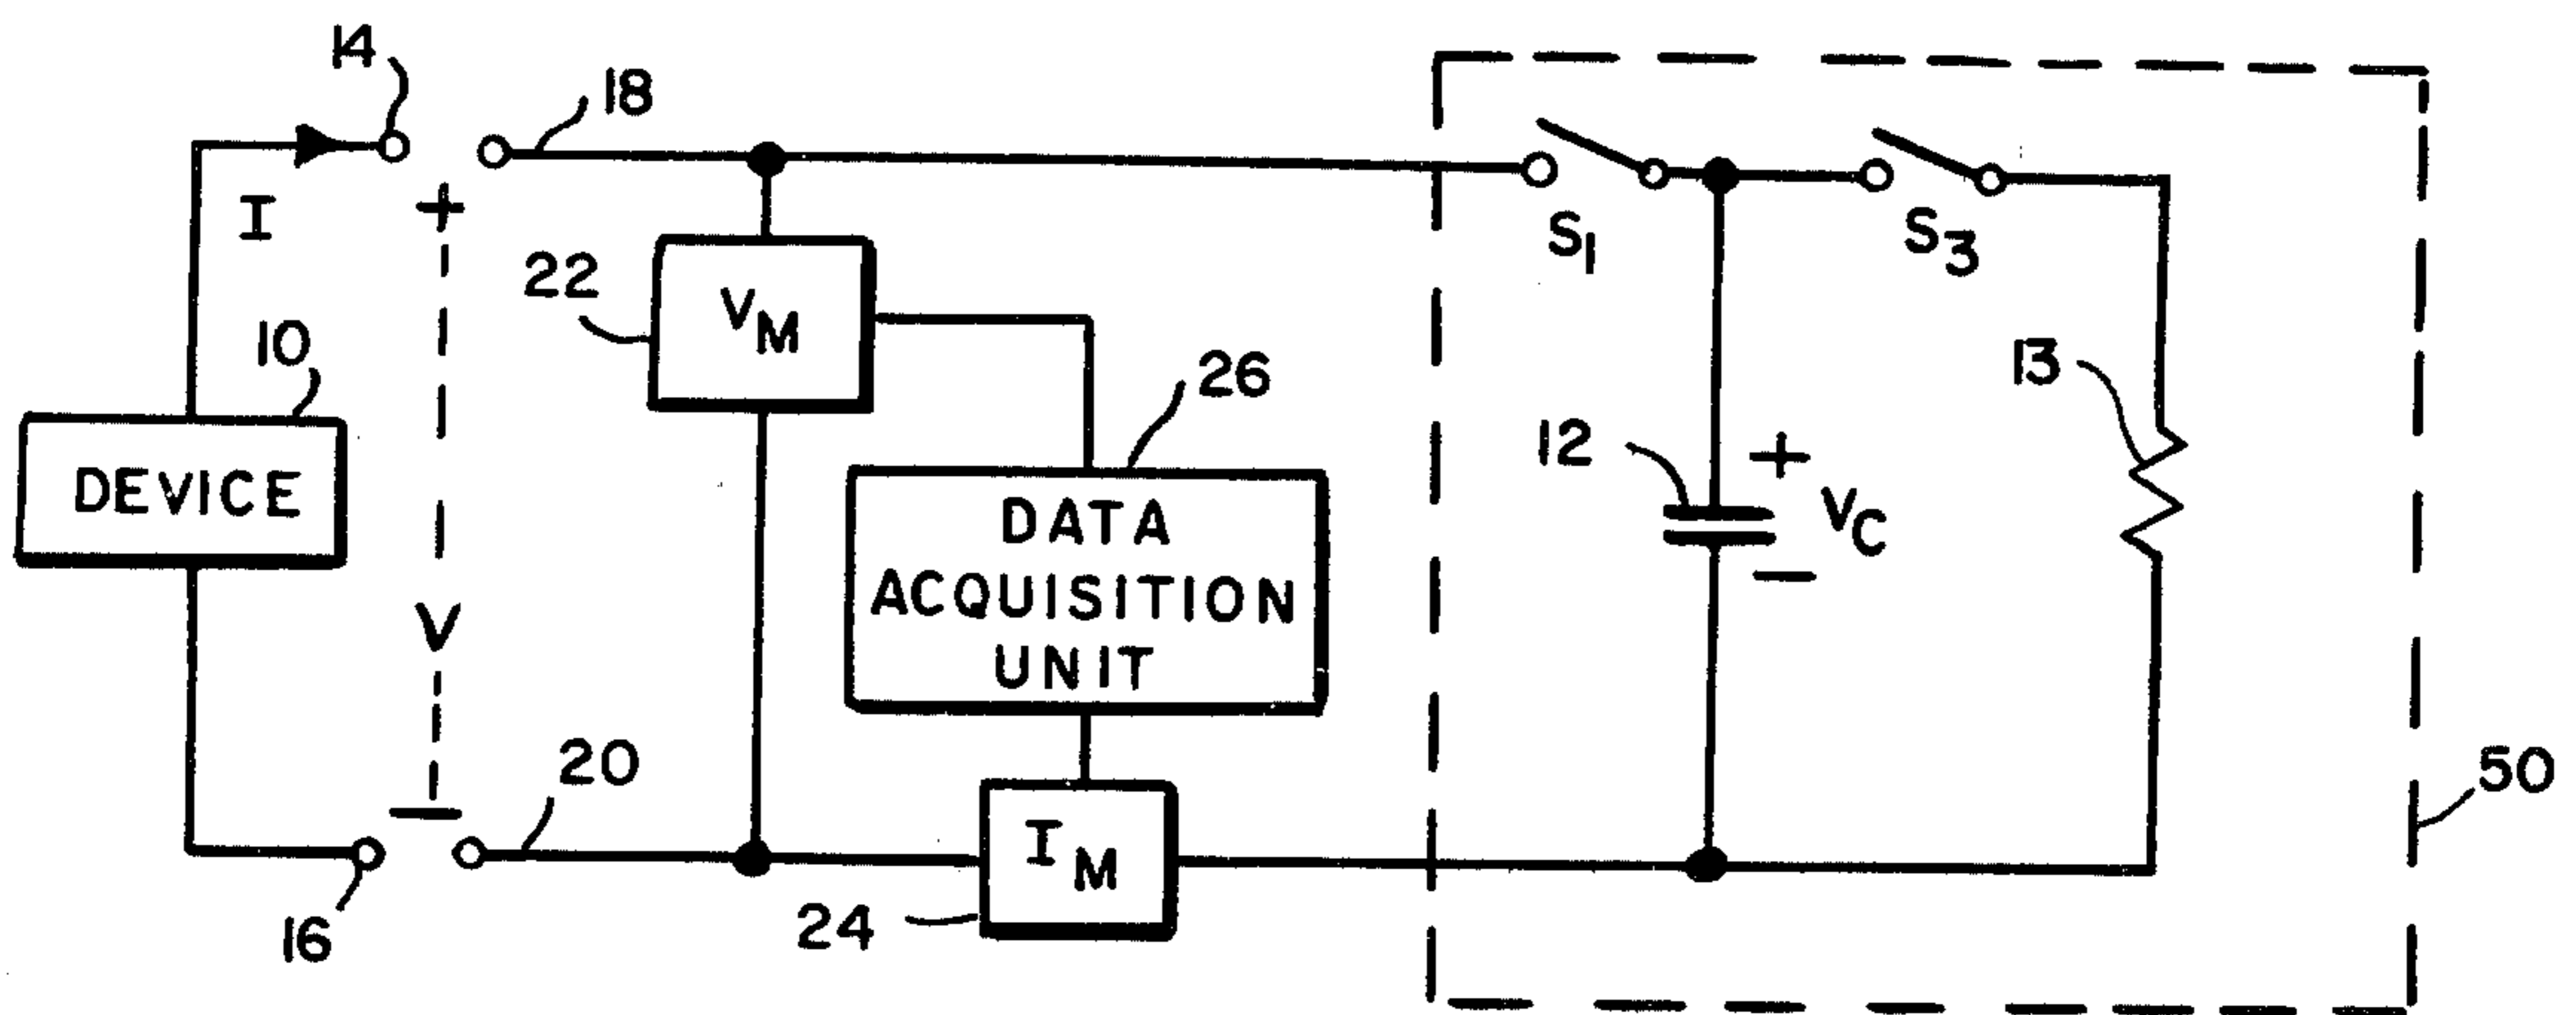 14
18
I
+
S1
S3
22
VM
10
26
13
DEVICE
12
+
VC
−
DATA
ACQUISITION
UNIT
V
−
20
50
IM
16
24